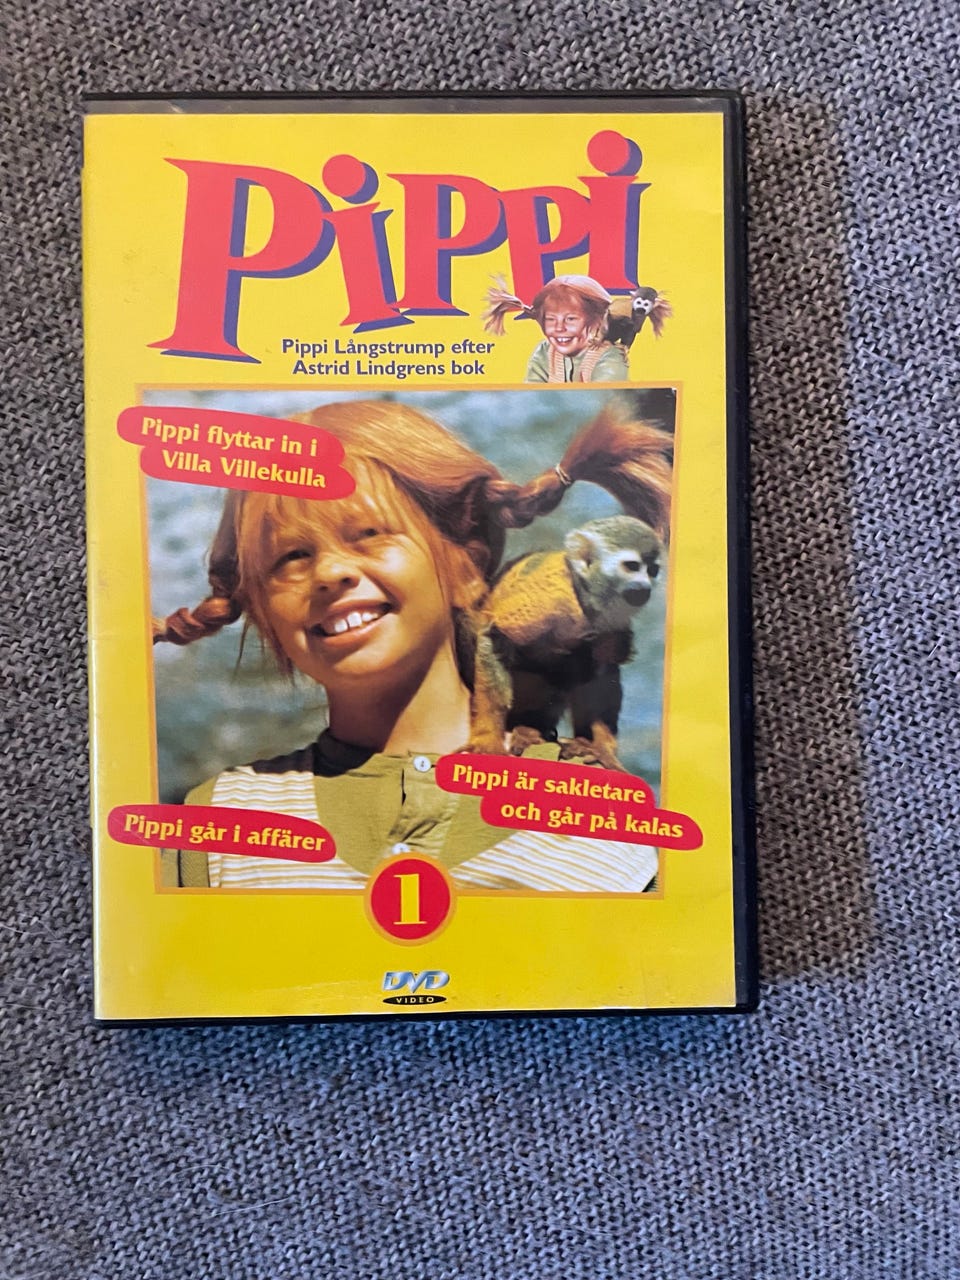 Pippi
Pippi Långstrump efter
Astrid Lindgrens bok
Pippi flyttar in i
Villa Villekulla
Pippi är sakletare
och går på kalas
Pippi går i affärer
1
DVD
VIDEO